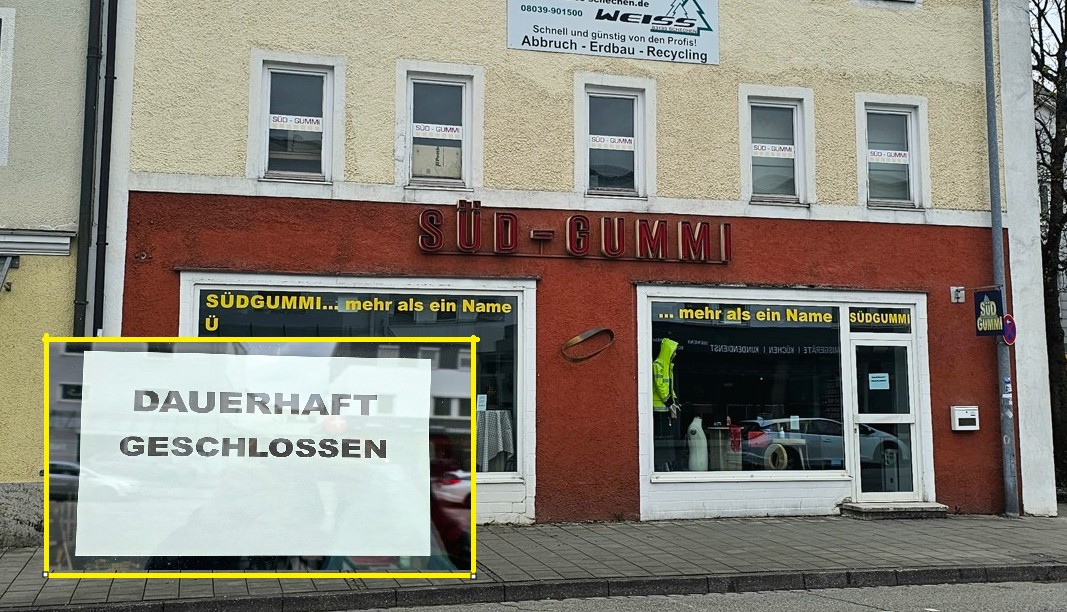 08039-901500
WEISS
Schnell und günstig von den Profis!
Abbruch - Erdbau - Recycling
SÜD - GUMMI
SÜD - GUMMI
SÜD - GUMMI
SÜD - GUMMI
SÜD - GUMMI
SÜD-GUMMI
SÜDGUMMI... mehr als ein Name
Ü
... mehr als ein Name
SÜDGUMMI
SÜD
GUMMI
KÜCHEN I KUNDENDIENST
DAUERHAFT
GESCHLOSSEN